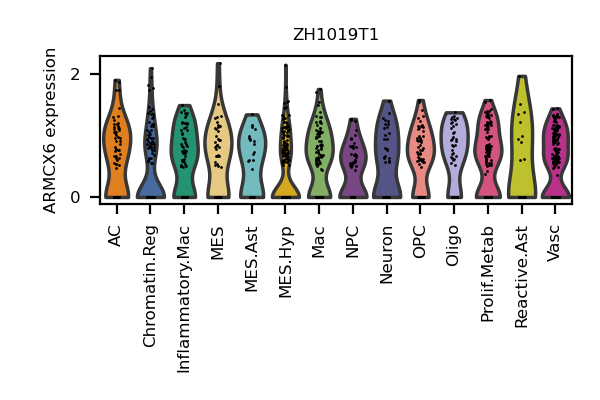 ZH1019T1
ARMCX6 expression
2
0
AC
Chromatin.Reg
Inflammatory.Mac
MES
MES.Ast
MES.Hyp
Mac
NPC
Neuron
OPC
Oligo
Prolif.Metab
Reactive.Ast
Vasc